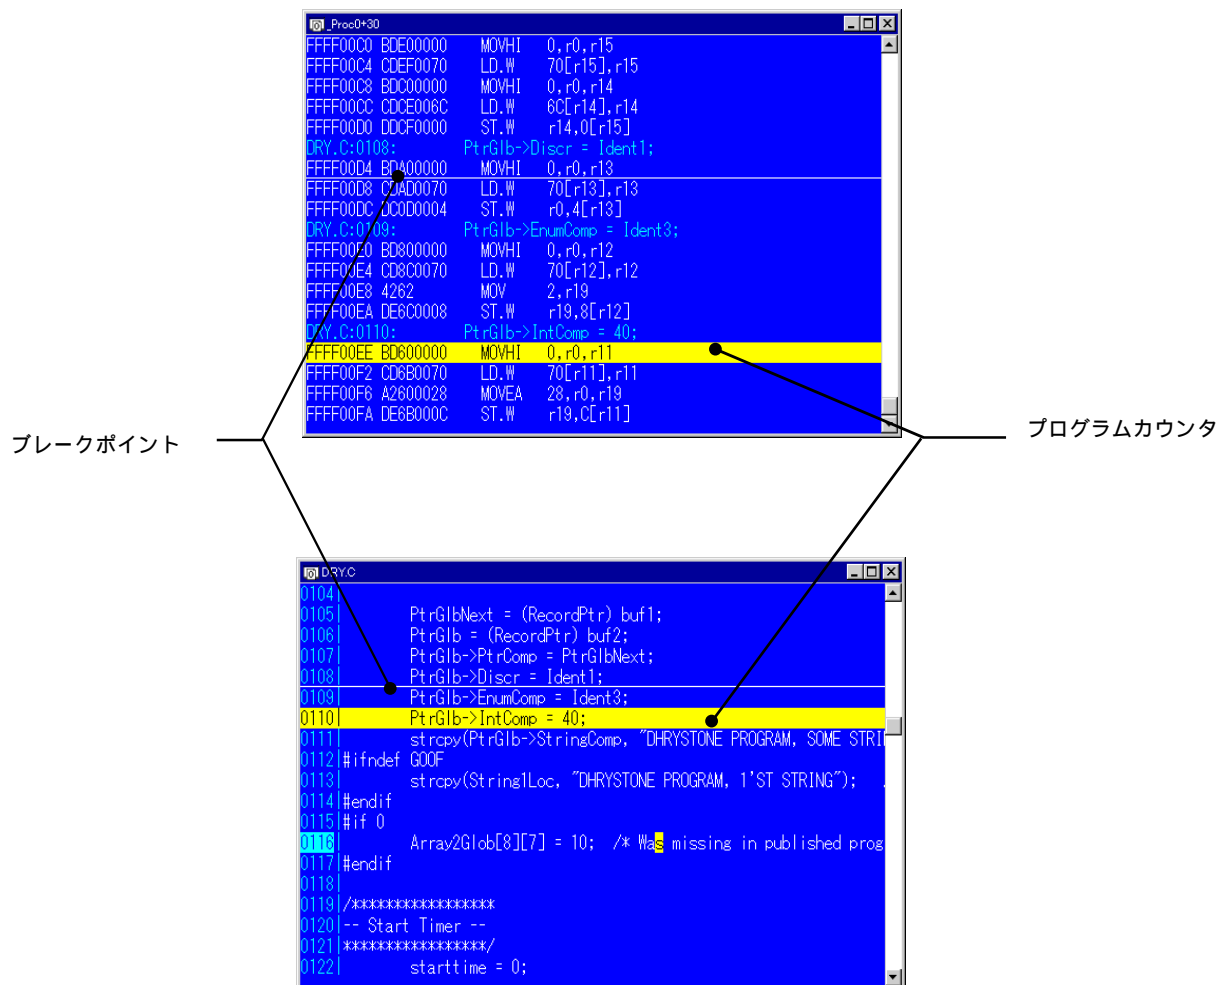 _Proc0+30
FFFF00C0 BDE00000 MOVHI 0,r0,r15
FFFF00C4 CDEF0070 LD.W 70[r15],r15
FFFF00C8 BDC00000 MOVHI 0,r0,r14
FFFF00CC CDCE006C LD.W 6C[r14],r14
FFFF00D0 DDCF0000 ST.W r14,0[r15]
DRY.C:0108: PtrGlb->Discr = Ident1;
FFFF00D4 BDA00000 MOVHI 0,r0,r13
FFFF00D8 CDAD0070 LD.W 70[r13],r13
FFFF00DC DC0D0004 ST.W r0,4[r13]
DRY.C:0109: PtrGlb->EnumComp = Ident3;
FFFF00E0 BD800000 MOVHI 0,r0,r12
FFFF00E4 CD8C0070 LD.W 70[r12],r12
FFFF00E8 4262 MOV 2,r19
FFFF00EA DE6C0008 ST.W r19,8[r12]
DRY.C:0110: PtrGlb->IntComp = 40;
FFFF00EE BD600000 MOVHI 0,r0,r11
FFFF00F2 CD6B0070 LD.W 70[r11],r11
FFFF00F6 A2600028 MOVEA 28,r0,r19
FFFF00FA DE6B000C ST.W r19,C[r11]
ブレークポイント
プログラムカウンタ
DRY.C
0104|
0105| PtrGlbNext = (RecordPtr) buf1;
0106| PtrGlb = (RecordPtr) buf2;
0107| PtrGlb->PtrComp = PtrGlbNext;
0108| PtrGlb->Discr = Ident1;
0109| PtrGlb->EnumComp = Ident3;
0110| PtrGlb->IntComp = 40;
0111| strcpy(PtrGlb->StringComp, "DHRYSTONE PROGRAM, SOME STRI
0112|#ifndef GOOF
0113| strcpy(String1Loc, "DHRYSTONE PROGRAM, 1'ST STRING");
0114|#endif
0115|#if 0
0116| Array2Glob[8][7] = 10; /* Was missing in published prog
0117|#endif
0118|
0119|/*****************
0120|-- Start Timer --
0121|*****************/
0122| starttime = 0;